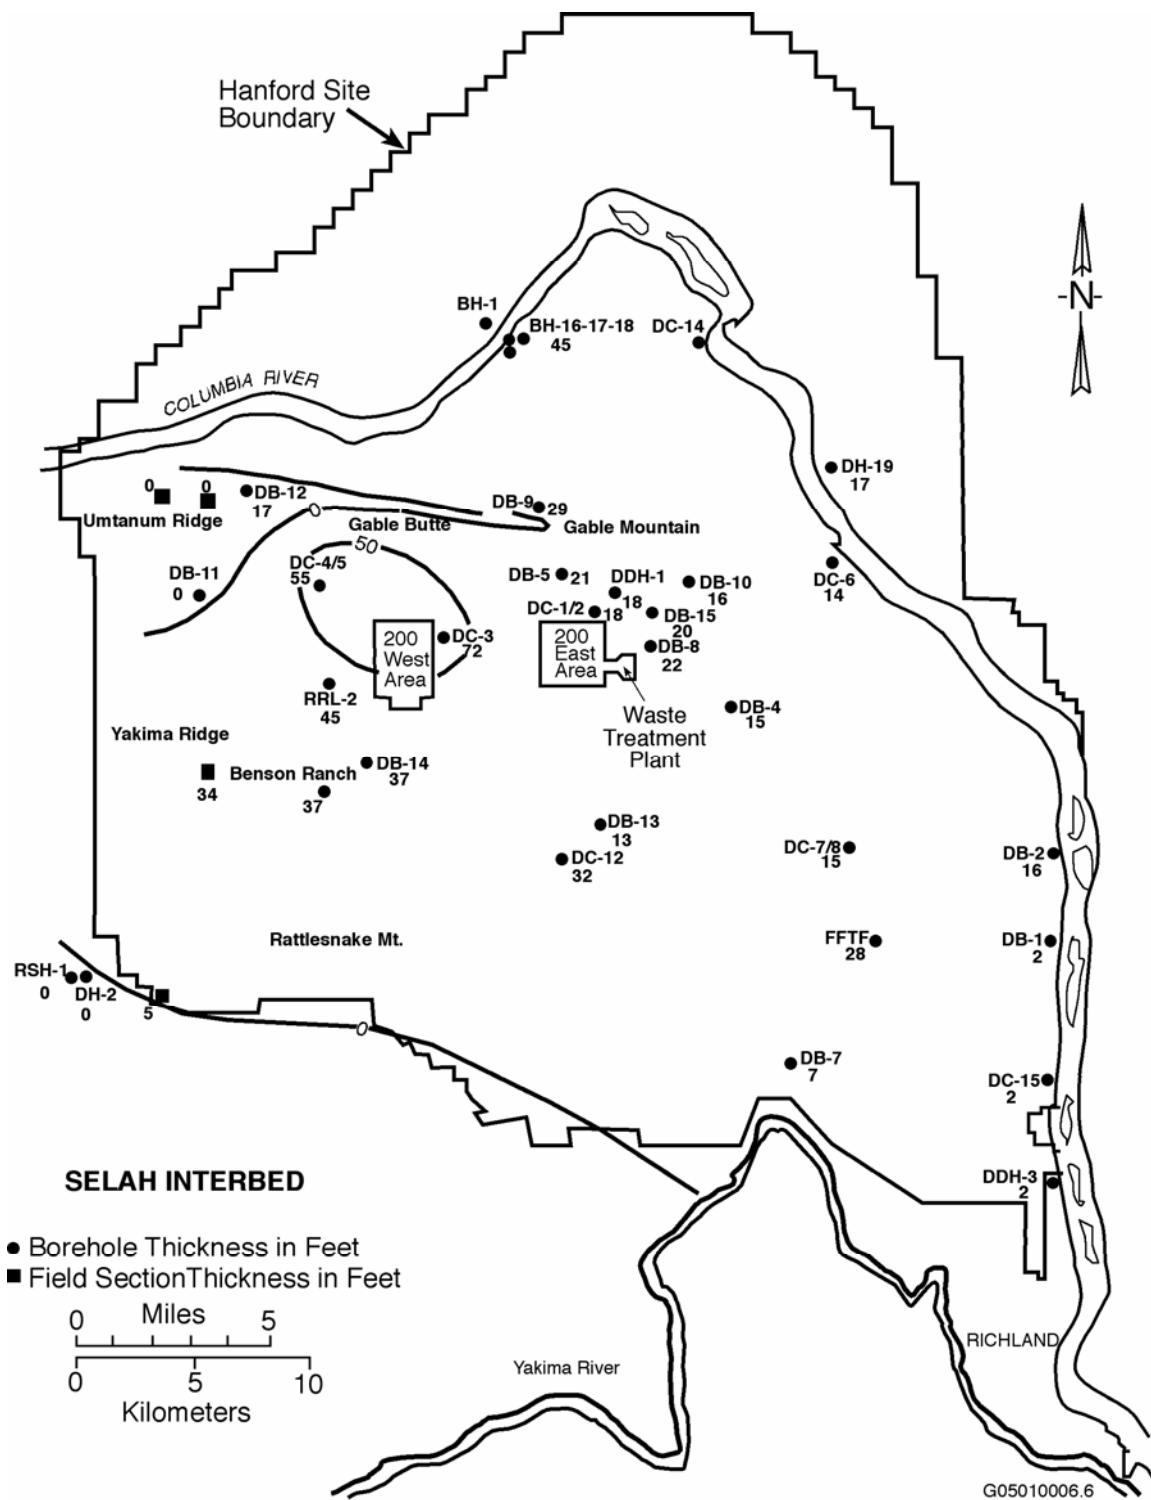 Hanford Site
Boundary
BH-1
BH-16-17-18
45
DC-14
-N-
COLUMBIA RIVER
DH-19
17
0
0
DB-12
17
Umtanum Ridge
0
Gable Butte
DB-9
29
Gable Mountain
50
DC-4/5
55
DB-11
0
DB-5
21
DDH-1
18
DB-10
16
DC-6
14
DC-1/2
18
DB-15
20
DC-3
72
200
West
Area
200
East
Area
DB-8
22
RRL-2
45
DB-4
15
Waste
Treatment
Plant
Yakima Ridge
34
Benson Ranch
37
DB-14
37
DB-13
13
DC-12
32
DC-7/8
15
DB-2
16
Rattlesnake Mt.
FFTF
28
DB-1
2
RSH-1
0
DH-2
0
5
0
DB-7
7
DC-15
2
DDH-3
2
SELAH INTERBED
Borehole Thickness in Feet
Field SectionThickness in Feet
Miles
0 5
0 5 10
Kilometers
Yakima River
RICHLAND
G05010006.6